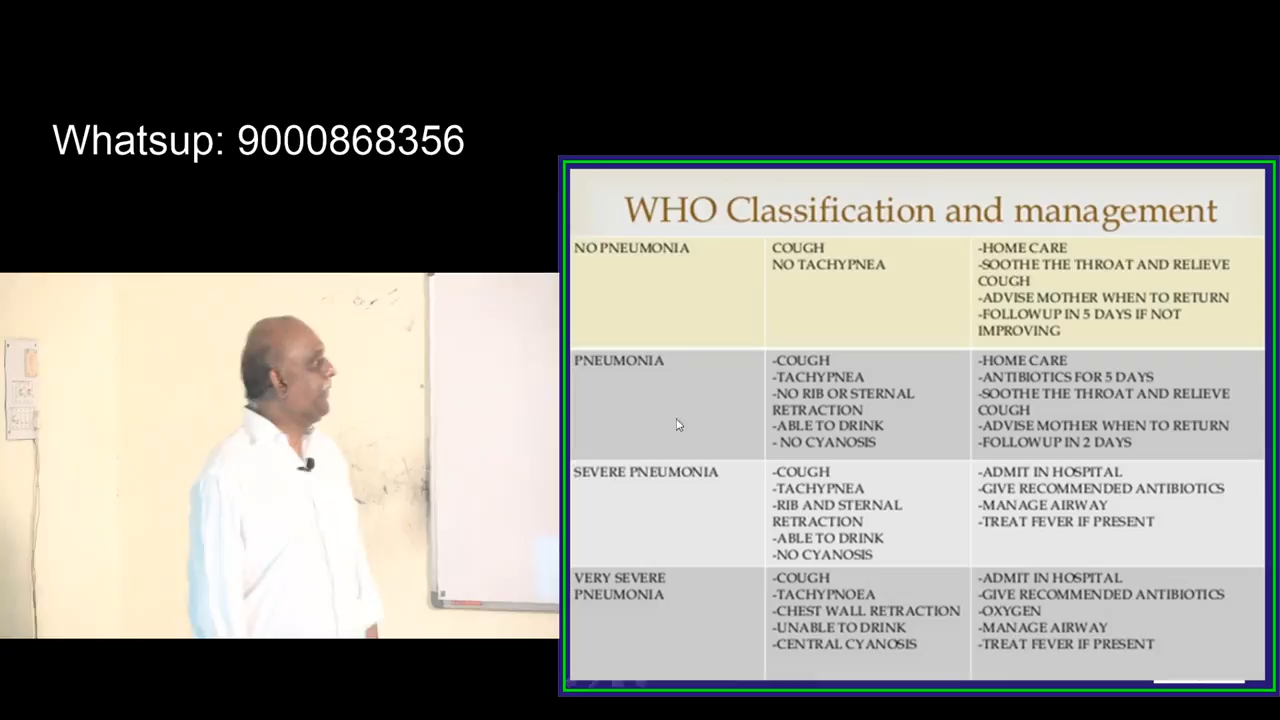 Whatsup: 9000868356
WHO Classification and management
NO PNEUMONIA
COUGH
NO TACHYPNEA
-HOME CARE
-SOOTHE THE THROAT AND RELIEVE
COUGH
-ADVISE MOTHER WHEN TO RETURN
-FOLLOWUP IN 5 DAYS IF NOT
IMPROVING
PNEUMONIA
-COUGH
-TACHYPNEA
-NO RIB OR STERNAL
RETRACTION
-ABLE TO DRINK
- NO CYANOSIS
-HOME CARE
-ANTIBIOTICS FOR 5 DAYS
-SOOTHE THE THROAT AND RELIEVE
COUGH
-ADVISE MOTHER WHEN TO RETURN
-FOLLOWUP IN 2 DAYS
SEVERE PNEUMONIA
-COUGH
-TACHYPNEA
-RIB AND STERNAL
RETRACTION
-ABLE TO DRINK
-NO CYANOSIS
-ADMIT IN HOSPITAL
-GIVE RECOMMENDED ANTIBIOTICS
-MANAGE AIRWAY
-TREAT FEVER IF PRESENT
VERY SEVERE
PNEUMONIA
-COUGH
-TACHYPNOEA
-CHEST WALL RETRACTION
-UNABLE TO DRINK
-CENTRAL CYANOSIS
-ADMIT IN HOSPITAL
-GIVE RECOMMENDED ANTIBIOTICS
-OXYGEN
-MANAGE AIRWAY
-TREAT FEVER IF PRESENT